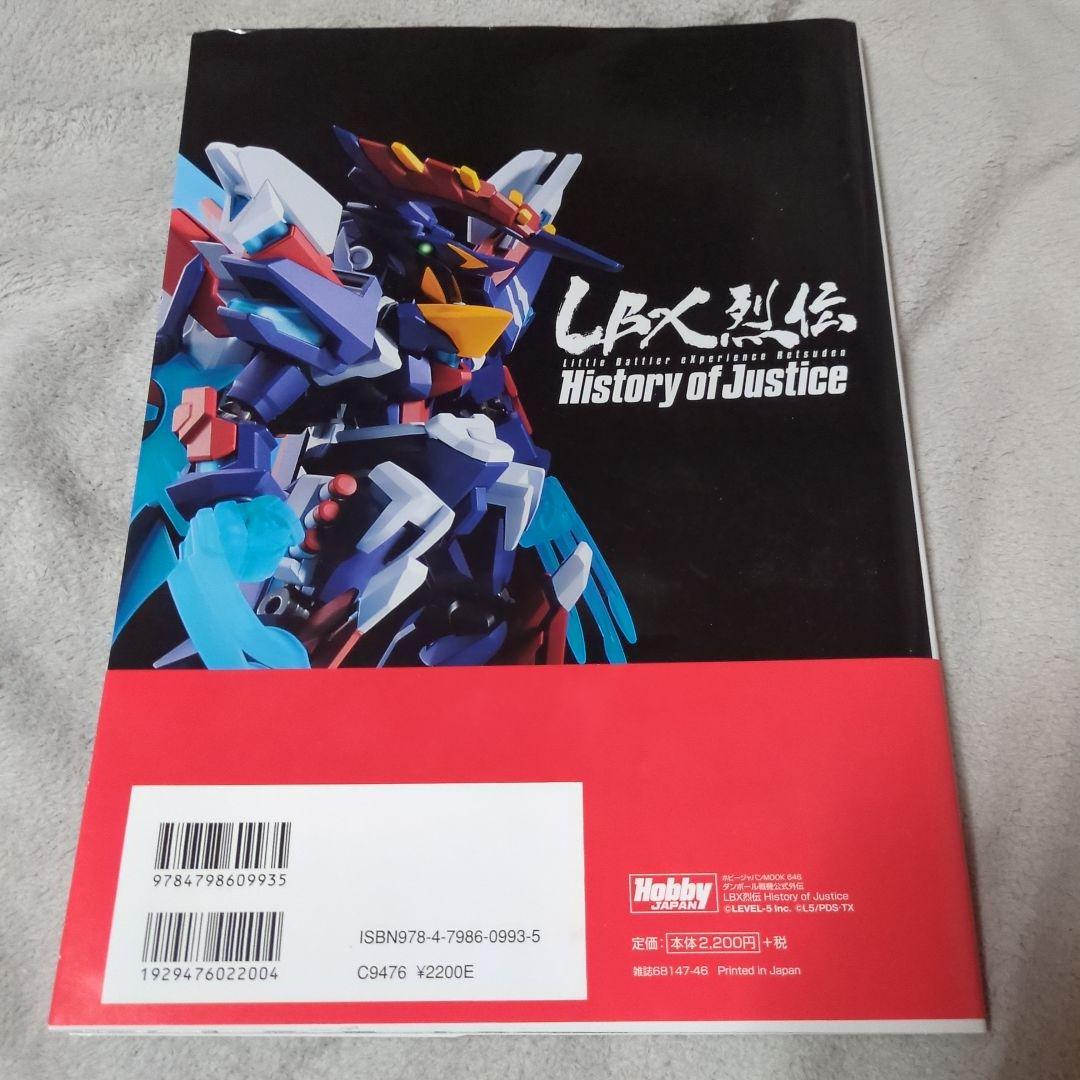 LBX烈伝
Little Battler eXperience Retsuden
History of Justice
9784798609935
1929476022004
ISBN978-4-7986-0993-5
C9476 ¥2200E
Hobby
JAPAN
ホビージャパンMOOK 646
ダンボール戦機公式外伝
LBX烈伝 History of Justice
©LEVEL-5 Inc. ©L5/PDS·TX
定価：本体2,200円+税
雑誌68147-46 Printed in Japan